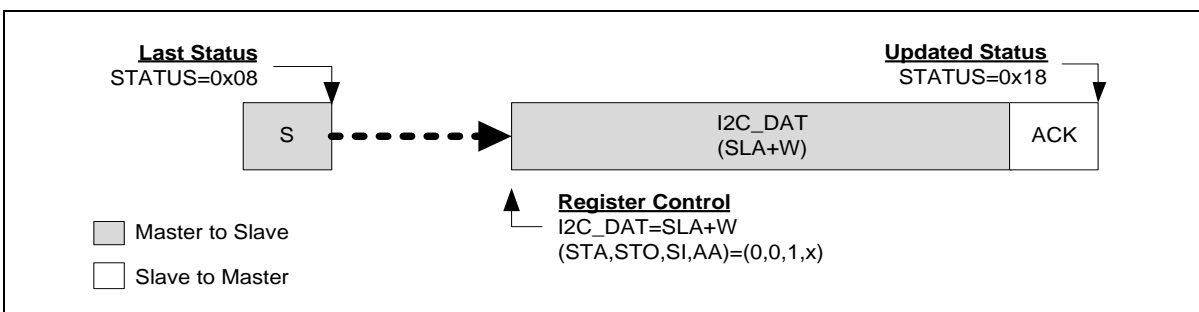 Last Status
STATUS=0x08
Updated Status
STATUS=0x18
S
I2C_DAT
(SLA+W)
ACK
Register Control
I2C_DAT=SLA+W
(STA,STO,SI,AA)=(0,0,1,x)
Master to Slave
Slave to Master